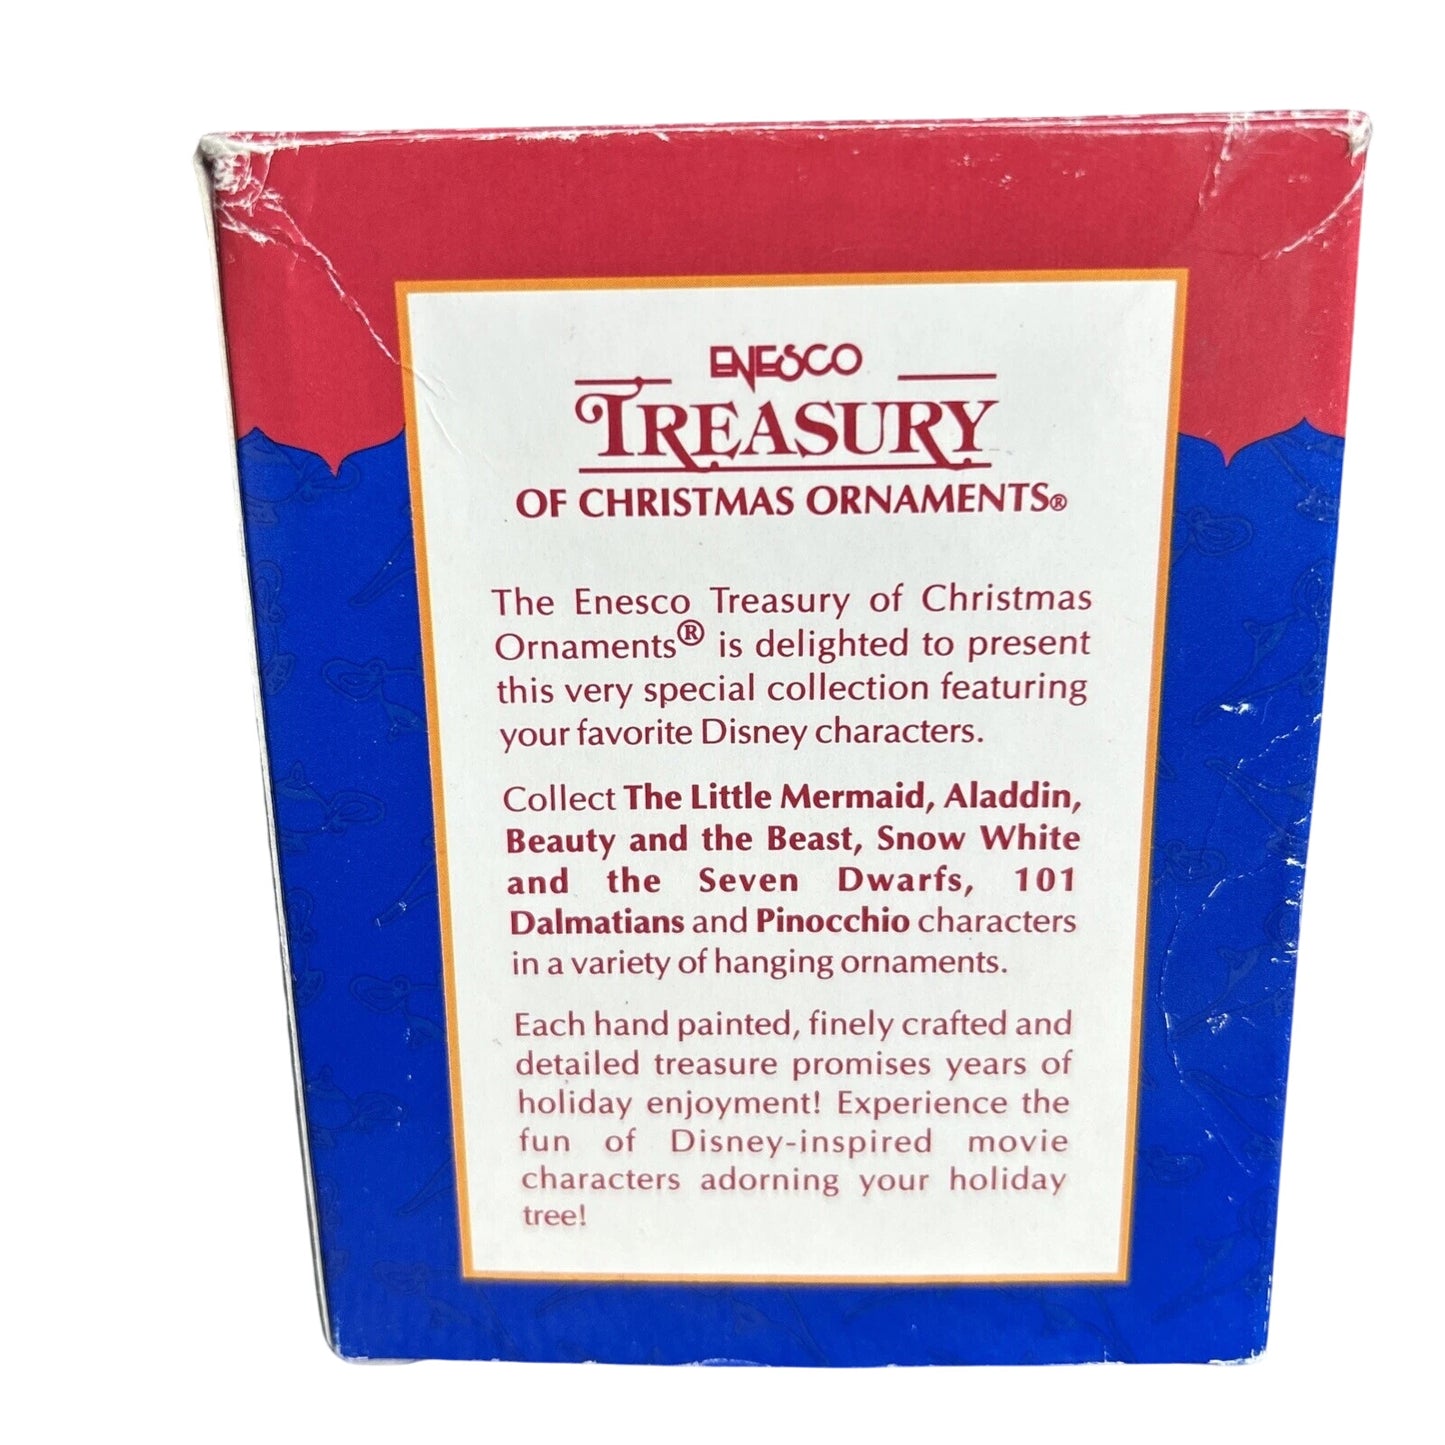 ENESCO
TREASURY
OF CHRISTMAS ORNAMENTS®
The Enesco Treasury of Christmas
Ornaments® is delighted to present
this very special collection featuring
your favorite Disney characters.
Collect The Little Mermaid, Aladdin,
Beauty and the Beast, Snow White
and the Seven Dwarfs, 101
Dalmatians and Pinocchio characters
in a variety of hanging ornaments.
Each hand painted, finely crafted and
detailed treasure promises years of
holiday enjoyment! Experience the
fun of Disney-inspired movie
characters adorning your holiday
tree!